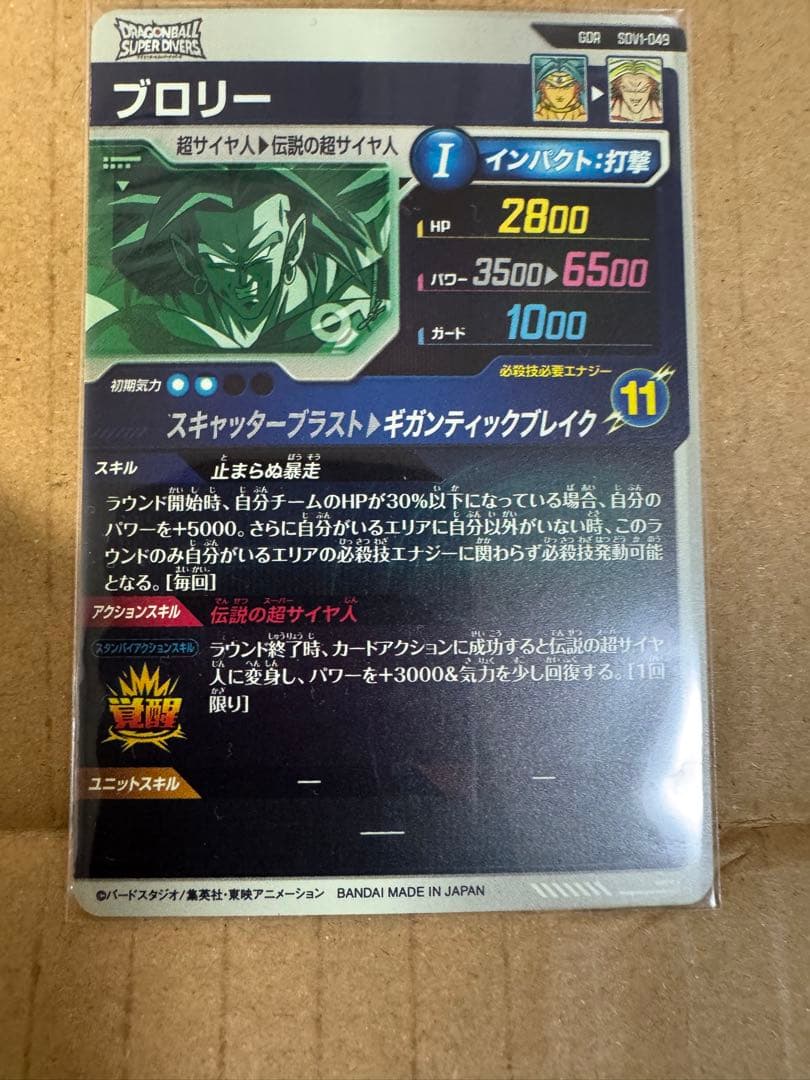 DRAGONBALL
SUPER DIVERS
GDR SDV1-049
ブロリー
超サイヤ人▶伝説の超サイヤ人
I インパクト:打撃
HP 2800
パワー 3500▶6500
ガード 1000
初期気力
必殺技必要エナジー
11
スキャッターブラスト▶ギガンティックブレイク
スキル 止まらぬ暴走
ラウンド開始時、自分チームのHPが30%以下になっている場合、自分の
パワーを+5000。さらに自分がいるエリアに自分以外がいない時、このラ
ウンドのみ自分がいるエリアの必殺技エナジーに関わらず必殺技発動可能
となる。[毎回]
アクションスキル 伝説の超サイヤ人
スタンバイアクションスキル
覚醒
ラウンド終了時、カードアクションに成功すると伝説の超サイヤ
人に変身し、パワーを+3000&気力を少し回復する。[1回
限り]
ユニットスキル — —
—
©バードスタジオ/集英社・東映アニメーション BANDAI MADE IN JAPAN